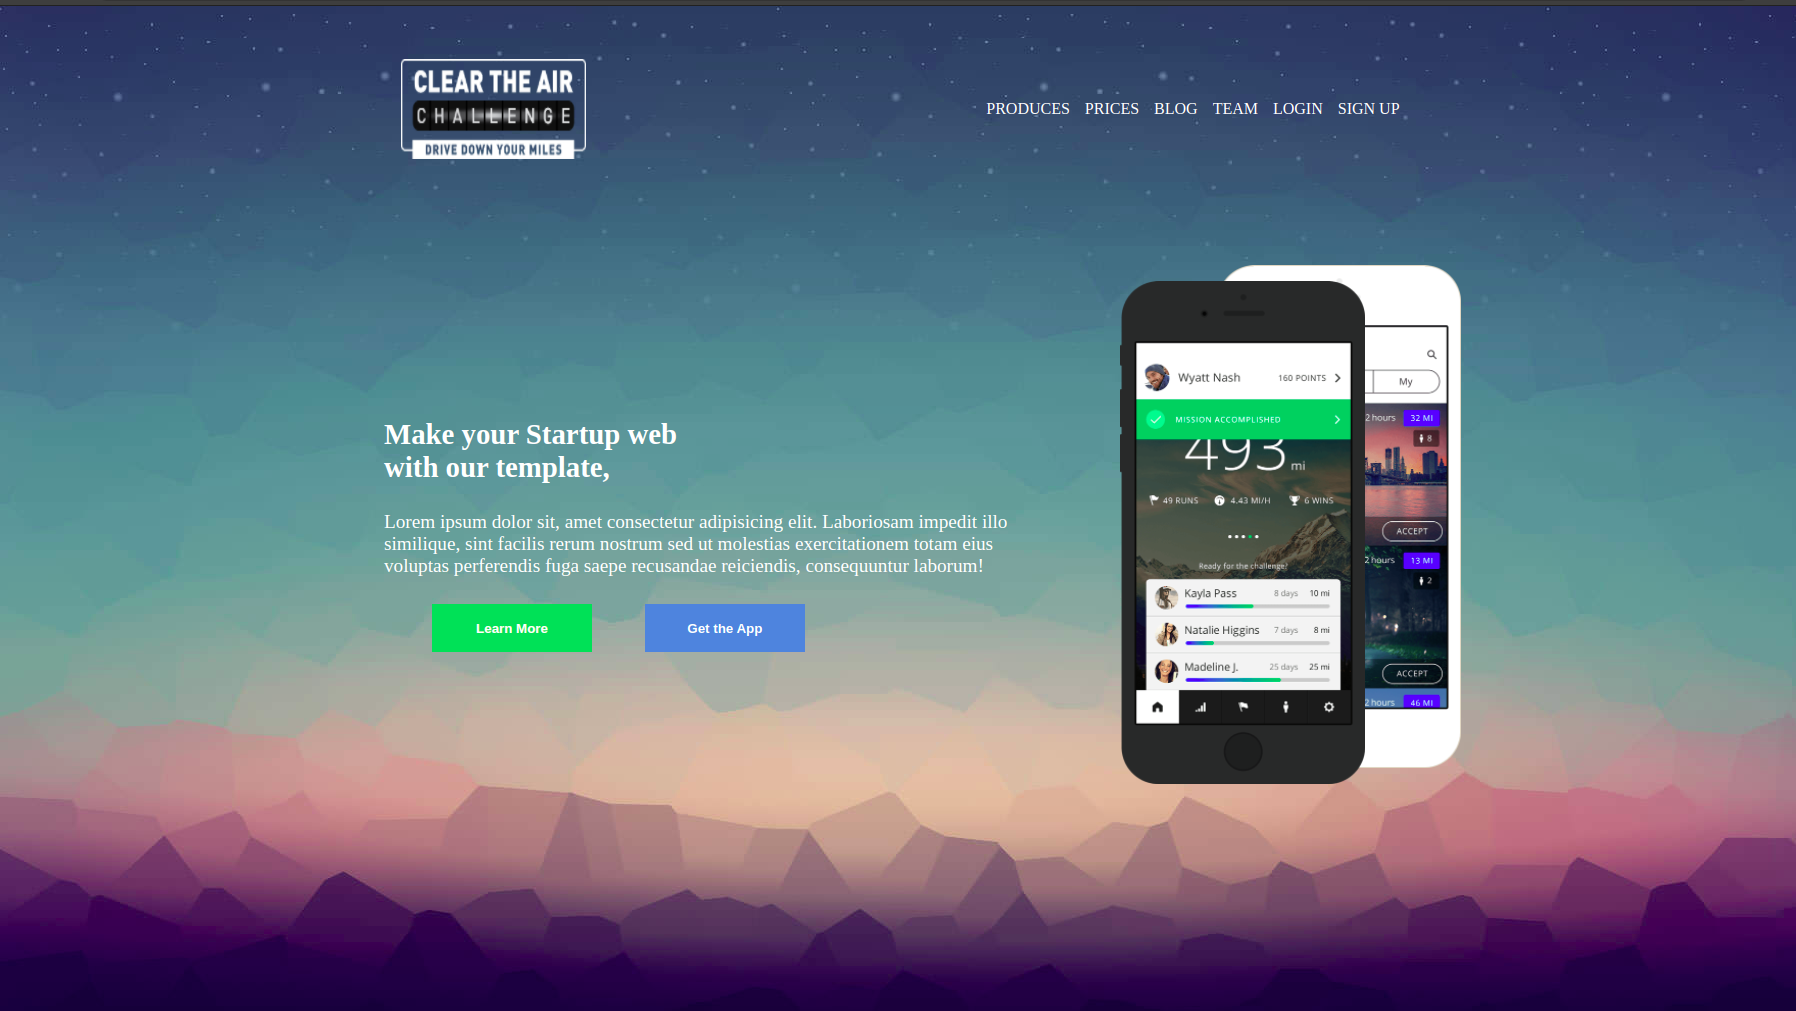 CLEAR THE AIR
CHALLENGE
DRIVE DOWN YOUR MILES
PRODUCES PRICES BLOG TEAM LOGIN SIGN UP
Make your Startup web
with our template,
Lorem ipsum dolor sit, amet consectetur adipisicing elit. Laboriosam impedit illo
similique, sint facilis rerum nostrum sed ut molestias exercitationem totam eius
voluptas perferendis fuga saepe recusandae reiciendis, consequuntur laborum!
Learn More Get the App
Wyatt Nash 160 POINTS
MISSION ACCOMPLISHED
493 mi
49 RUNS 4.43 MI/H 6 WINS
Ready for the challenge?
Kayla Pass 8 days 10 mi
Natalie Higgins 7 days 8 mi
Madeline J. 25 days 25 mi
My
2 hours 32 MI
8
ACCEPT
2 hours 13 MI
2
ACCEPT
2 hours 46 MI